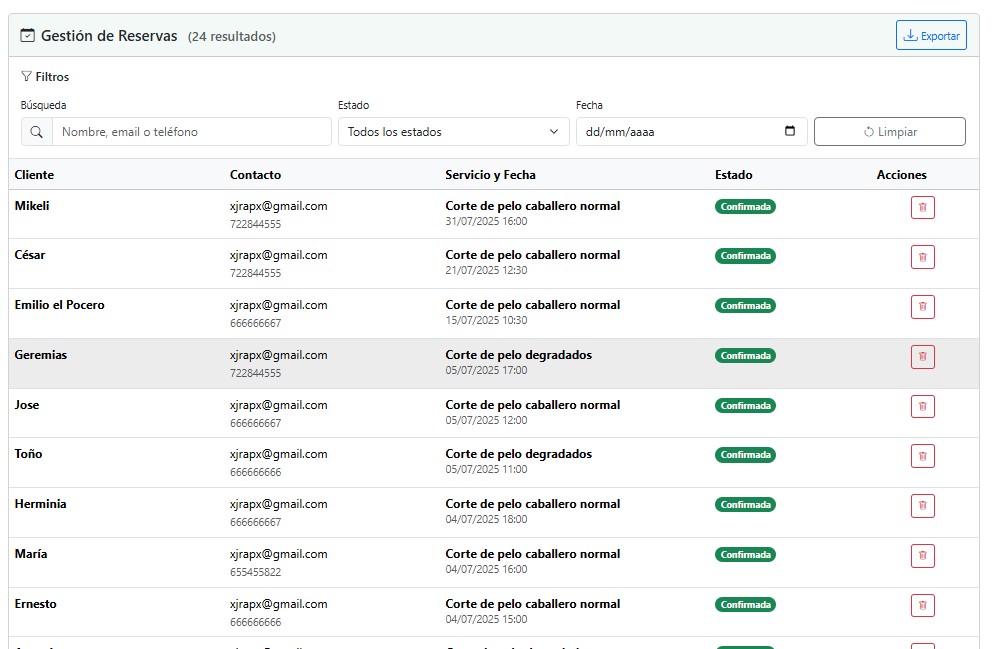 Gestión de Reservas (24 resultados)
Exportar
Filtros
Búsqueda Estado Fecha
Nombre, email o teléfono Todos los estados dd/mm/aaaa Limpiar
Cliente Contacto Servicio y Fecha Estado Acciones
Mikeli xjrapx@gmail.com Corte de pelo caballero normal Confirmada
722844555 31/07/2025 16:00
César xjrapx@gmail.com Corte de pelo caballero normal Confirmada
722844555 21/07/2025 12:30
Emilio el Pocero xjrapx@gmail.com Corte de pelo caballero normal Confirmada
666666667 15/07/2025 10:30
Geremias xjrapx@gmail.com Corte de pelo degradados Confirmada
722844555 05/07/2025 17:00
Jose xjrapx@gmail.com Corte de pelo caballero normal Confirmada
666666667 05/07/2025 12:00
Toño xjrapx@gmail.com Corte de pelo degradados Confirmada
666666666 05/07/2025 11:00
Herminia xjrapx@gmail.com Corte de pelo caballero normal Confirmada
666666667 04/07/2025 18:00
María xjrapx@gmail.com Corte de pelo caballero normal Confirmada
655455822 04/07/2025 16:00
Ernesto xjrapx@gmail.com Corte de pelo caballero normal Confirmada
666666666 04/07/2025 15:00